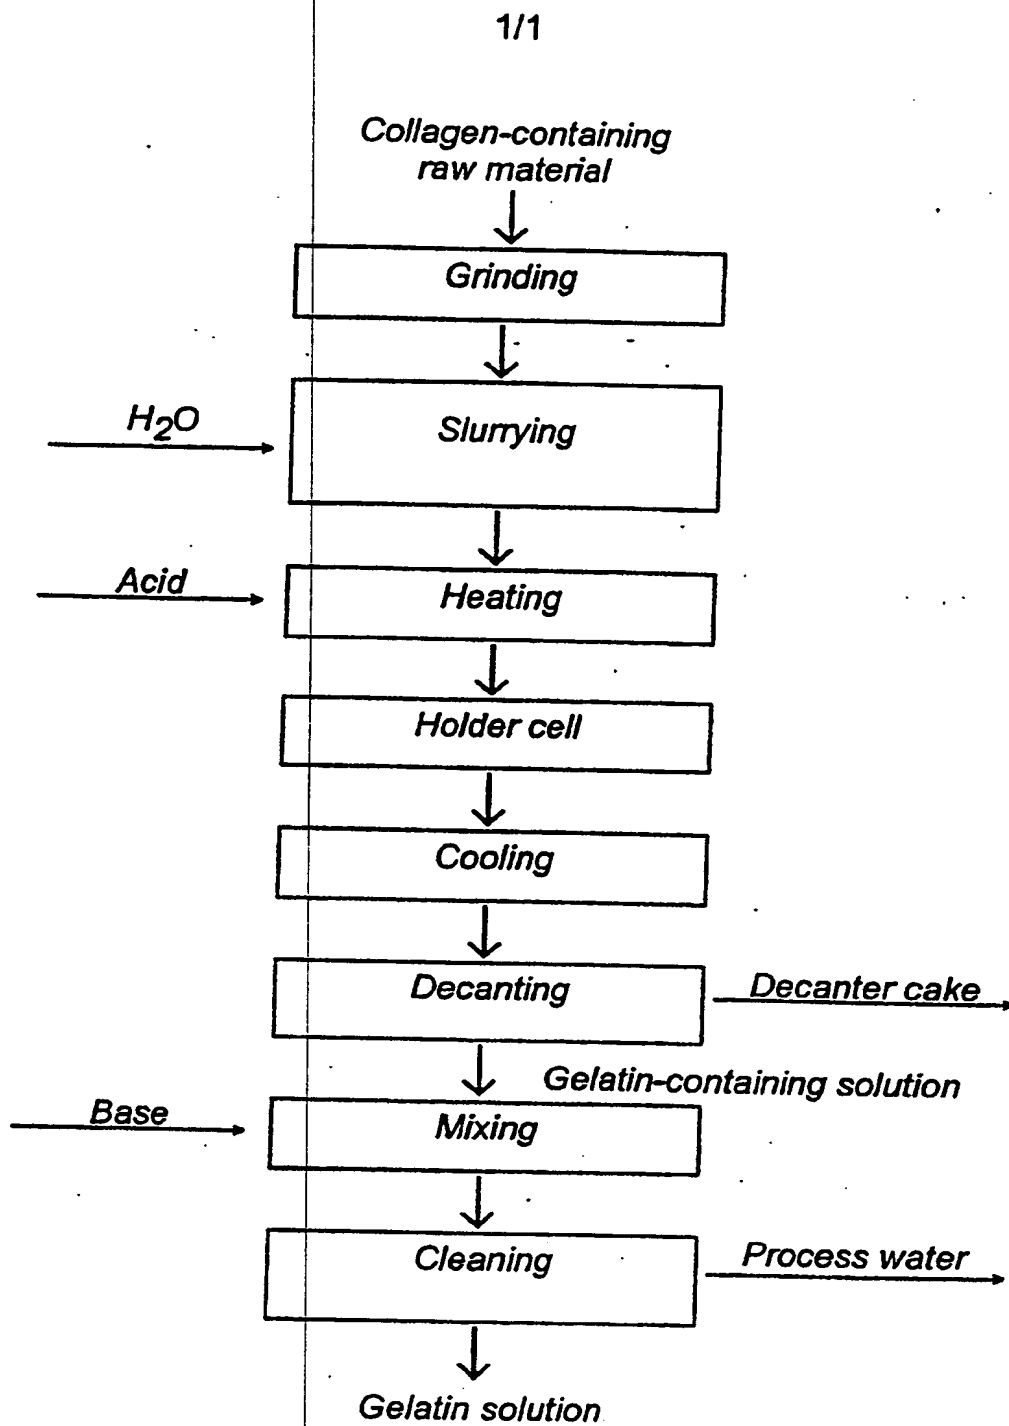 1/1
Collagen-containing
raw material
Grinding
H₂O
Slurrying
Acid
Heating
Holder cell
Cooling
Decanting
Decanter cake
Gelatin-containing solution
Base
Mixing
Cleaning
Process water
Gelatin solution